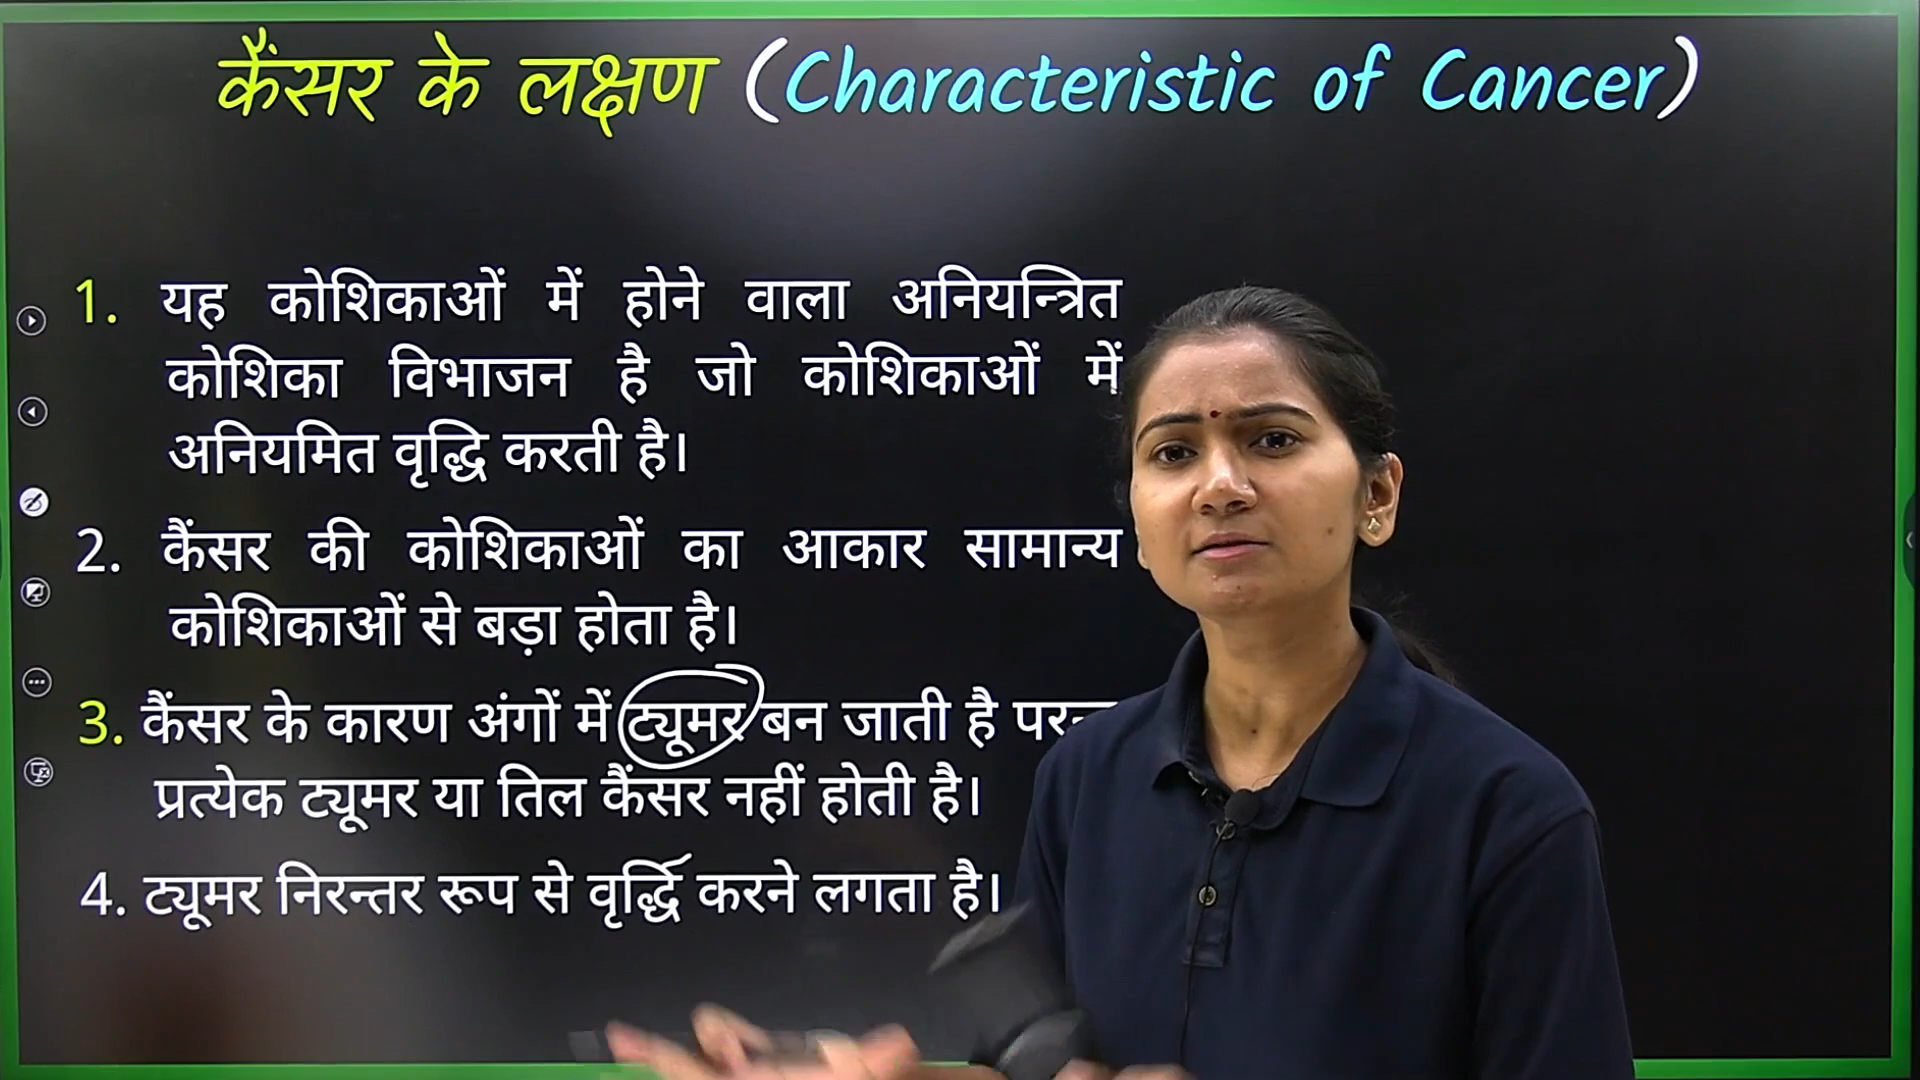 कैंसर के लक्षण (Characteristic of Cancer)
1. यह कोशिकाओं में होने वाला अनियन्त्रित
कोशिका विभाजन है जो कोशिकाओं में
अनियमित वृद्धि करती है।
2. कैंसर की कोशिकाओं का आकार सामान्य
कोशिकाओं से बड़ा होता है।
3. कैंसर के कारण अंगों में ट्यूमर बन जाती है
प्रत्येक ट्यूमर या तिल कैंसर नहीं होती है।
4. ट्यूमर निरन्तर रूप से वृर्द्धि करने लगता है।